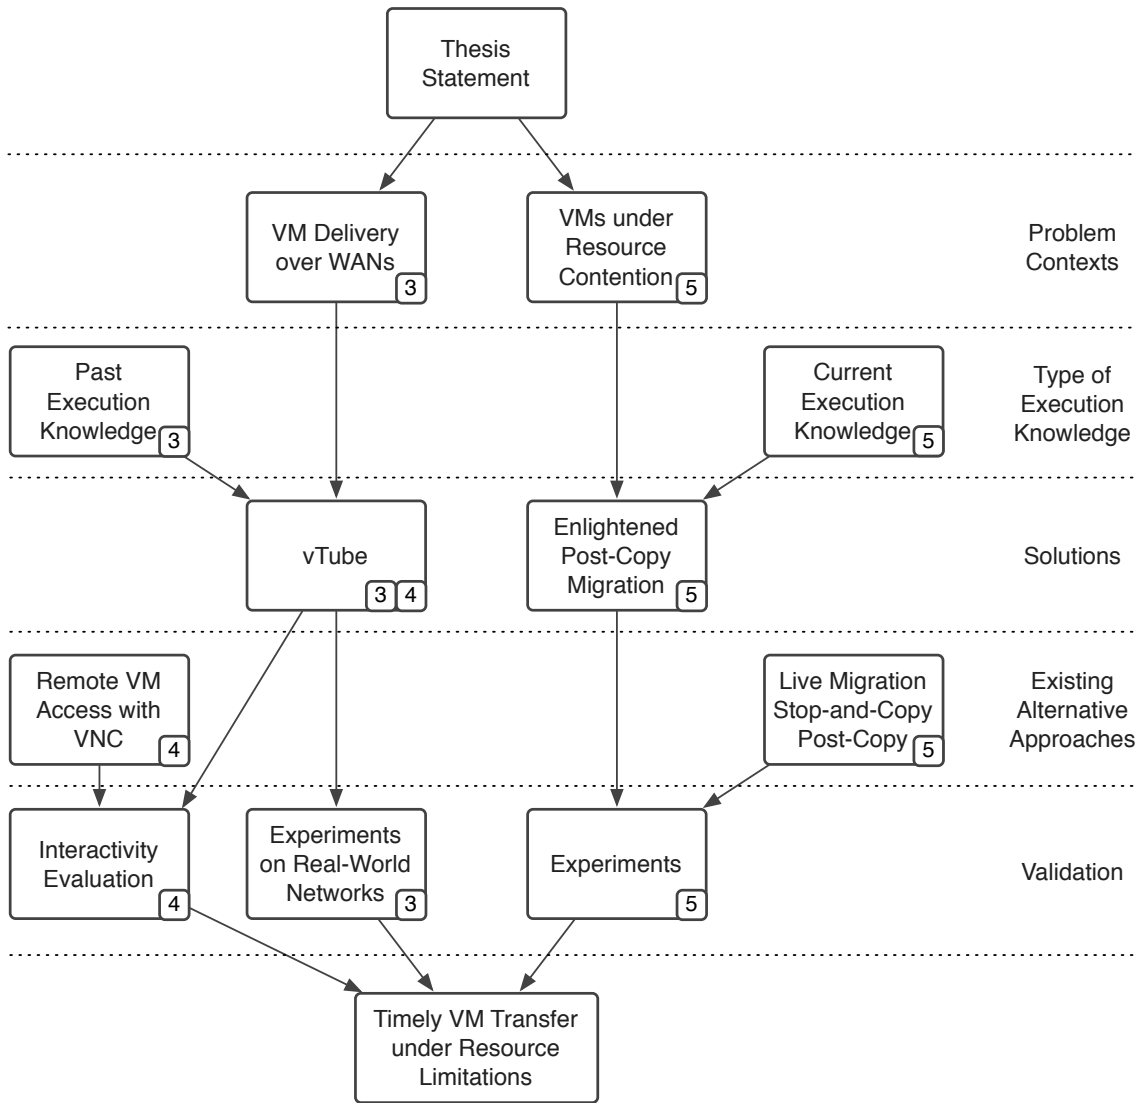 Thesis
Statement
VM Delivery
over WANs
3
VMs under
Resource
Contention
5
Problem
Contexts
Past
Execution
Knowledge
3
Current
Execution
Knowledge
5
Type of
Execution
Knowledge
vTube
3 4
Enlightened
Post-Copy
Migration
5
Solutions
Remote VM
Access with
VNC
4
Live Migration
Stop-and-Copy
Post-Copy
5
Existing
Alternative
Approaches
Interactivity
Evaluation
4
Experiments
on Real-World
Networks
3
Experiments
5
Validation
Timely VM Transfer
under Resource
Limitations